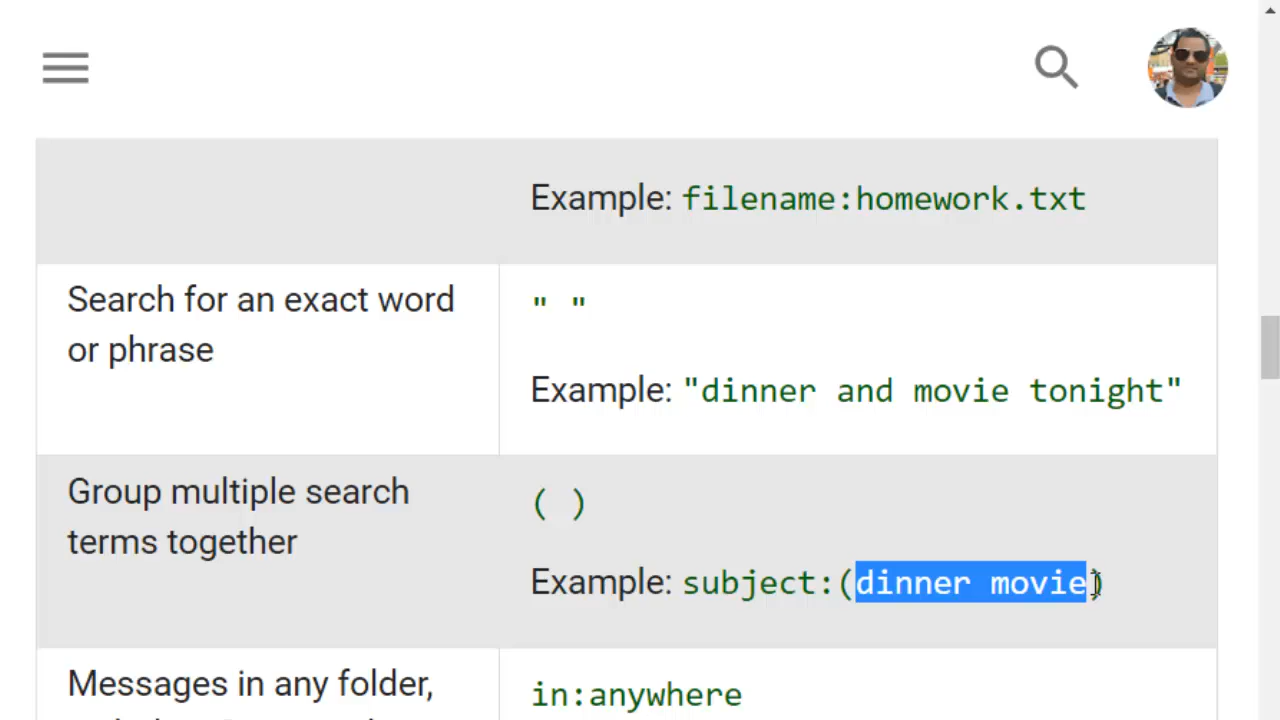 Example: filename:homework.txt
Search for an exact word
or phrase
" "
Example: "dinner and movie tonight"
Group multiple search
terms together
( )
Example: subject:(dinner movie)
Messages in any folder,
in:anywhere